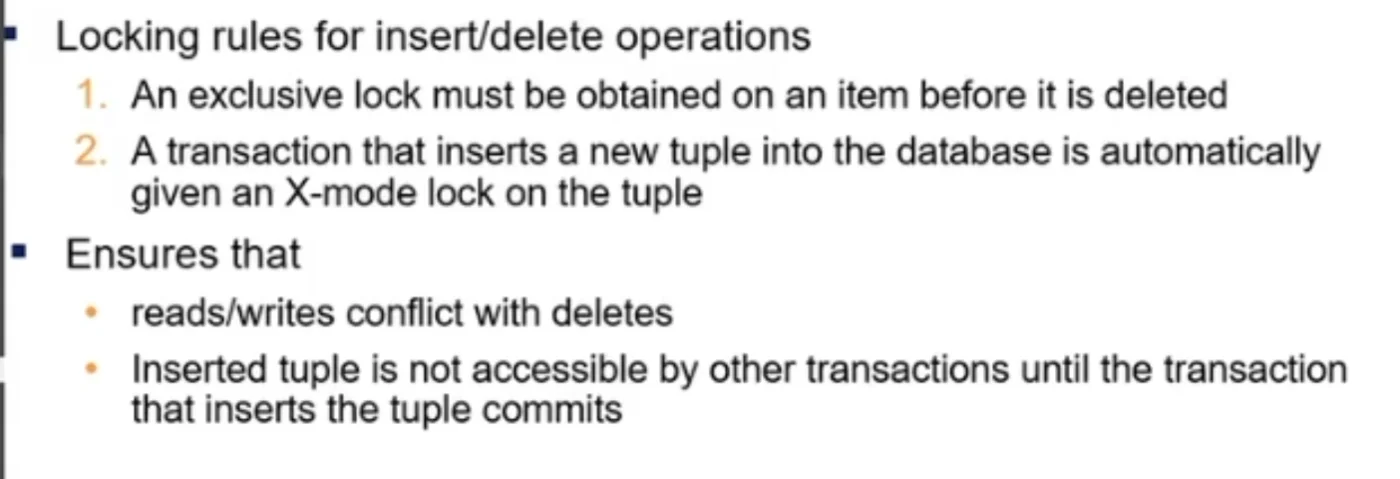 Locking rules for insert/delete operations
1. An exclusive lock must be obtained on an item before it is deleted
2. A transaction that inserts a new tuple into the database is automatically
given an X-mode lock on the tuple
Ensures that
• reads/writes conflict with deletes
• Inserted tuple is not accessible by other transactions until the transaction
that inserts the tuple commits